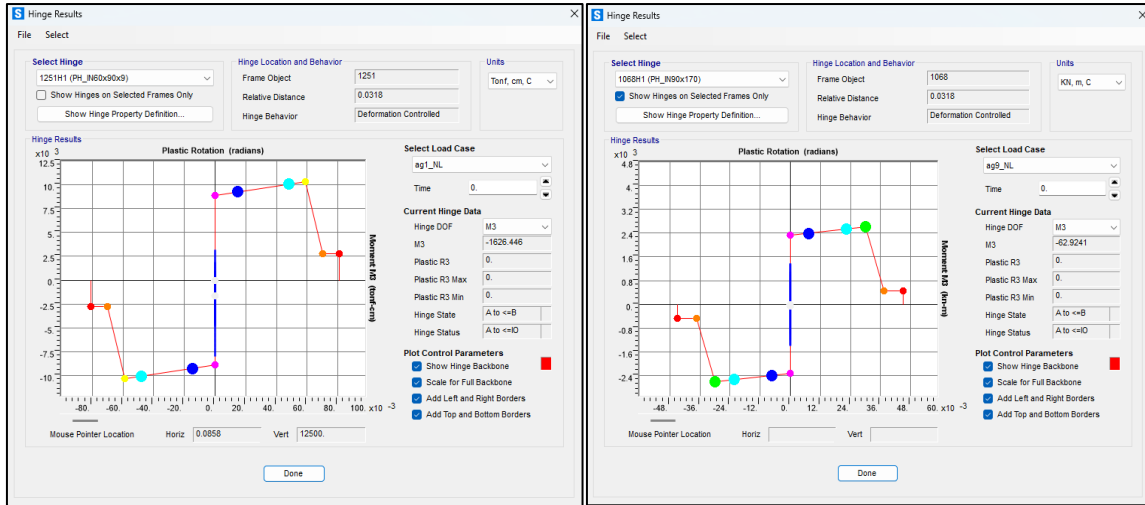 Hinge Results
File Select
Select Hinge
1251H1 (PH_IN60x90x9)
Show Hinges on Selected Frames Only
Show Hinge Property Definition...
Hinge Location and Behavior
Frame Object 1251
Relative Distance 0.0318
Hinge Behavior Deformation Controlled
Units
Tonf, cm, C
Hinge Results
x10 3
Plastic Rotation (radians)
12.5
10.
7.5
5.
2.5
0.
-2.5
-5.
-7.5
-10.
-80. -60. -40. -20. 0. 20. 40. 60. 80. 100. x10 -3
Moment M3 (tonf-cm)
Mouse Pointer Location Horiz 0.0858 Vert 12500.
Select Load Case
ag1_NL
Time 0.
Current Hinge Data
Hinge DOF M3
M3 -1626.446
Plastic R3 0.
Plastic R3 Max 0.
Plastic R3 Min 0.
Hinge State A to <=B
Hinge Status A to <=IO
Plot Control Parameters
Show Hinge Backbone
Scale for Full Backbone
Add Left and Right Borders
Add Top and Bottom Borders
Done
Hinge Results
File Select
Select Hinge
1068H1 (PH_IN90x170)
Show Hinges on Selected Frames Only
Show Hinge Property Definition...
Hinge Location and Behavior
Frame Object 1068
Relative Distance 0.0318
Hinge Behavior Deformation Controlled
Units
KN, m, C
Hinge Results
x10 3
Plastic Rotation (radians)
4.8
4.
3.2
2.4
1.6
0.8
0.
-0.8
-1.6
-2.4
-48. -36. -24. -12. 0. 12. 24. 36. 48. 60. x10 -3
Moment M3 (kn-m)
Mouse Pointer Location Horiz Vert
Select Load Case
ag9_NL
Time 0.
Current Hinge Data
Hinge DOF M3
M3 -62.9241
Plastic R3 0.
Plastic R3 Max 0.
Plastic R3 Min 0.
Hinge State A to <=B
Hinge Status A to <=IO
Plot Control Parameters
Show Hinge Backbone
Scale for Full Backbone
Add Left and Right Borders
Add Top and Bottom Borders
Done